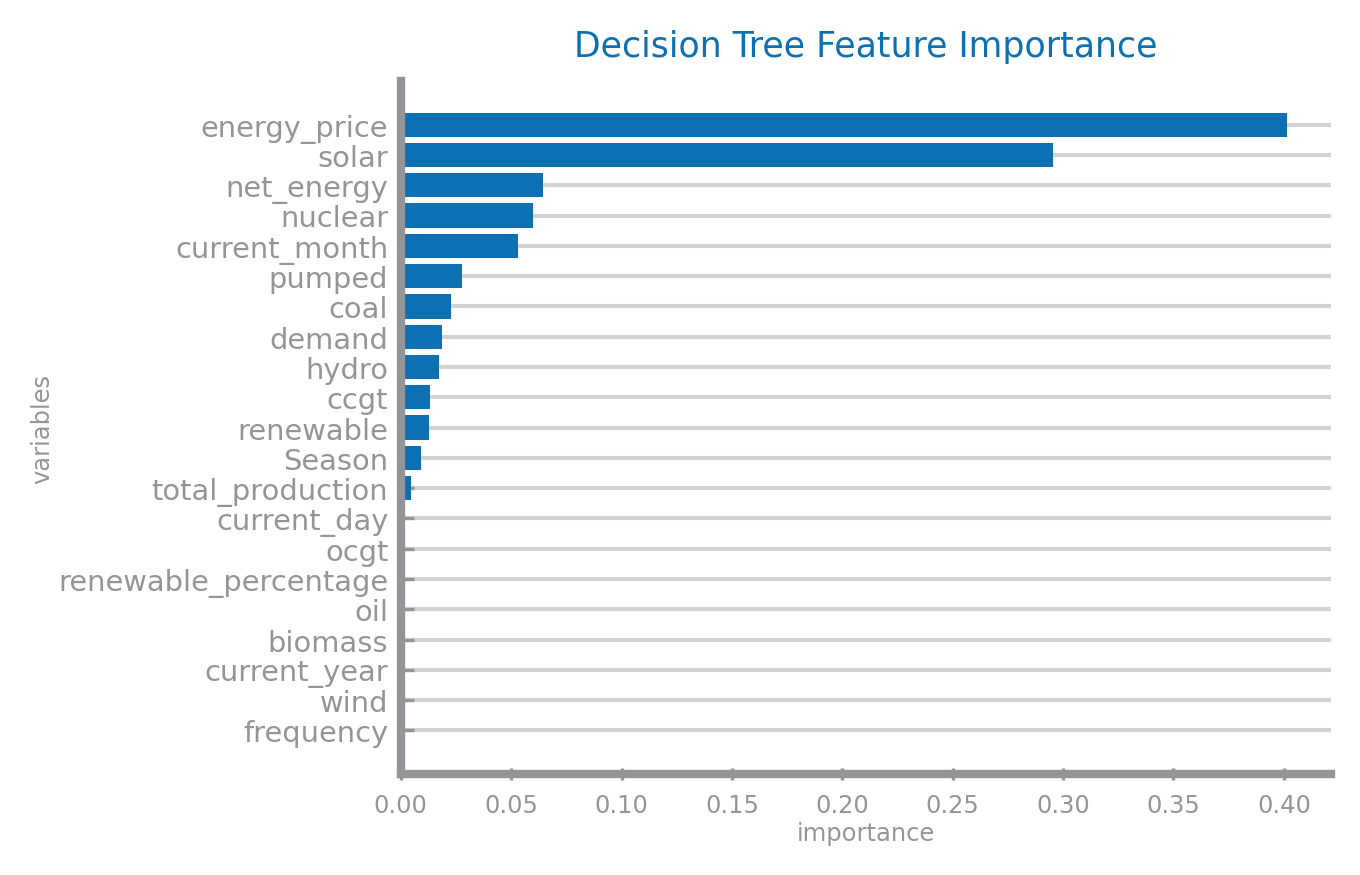 Decision Tree Feature Importance
energy_price
solar
net_energy
nuclear
current_month
pumped
coal
demand
hydro
ccgt
renewable
Season
total_production
current_day
ocgt
renewable_percentage
oil
biomass
current_year
wind
frequency
variables
0.00 0.05 0.10 0.15 0.20 0.25 0.30 0.35 0.40
importance